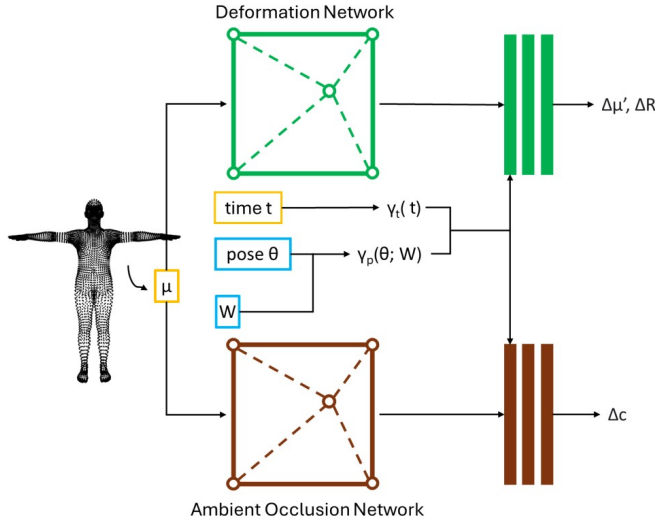 Deformation Network
Δμ’, ΔR
time t
γt( t)
pose θ
γp(θ; W)
μ
W
Δc
Ambient Occlusion Network